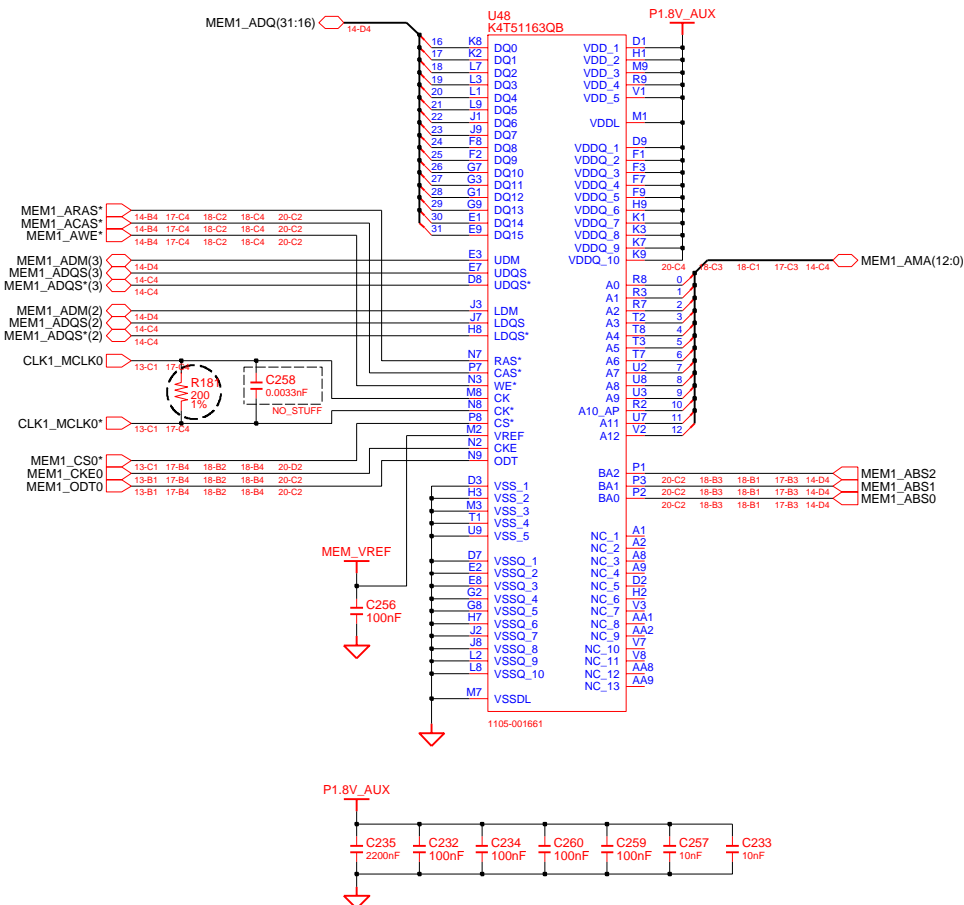 U48
K4T51163QB
P1.8V_AUX
MEM1_ADQ(31:16)
14-D4
16 K8 DQ0 VDD_1 D1
17 K2 DQ1 VDD_2 H1
18 L7 DQ2 VDD_3 M9
19 L3 DQ3 VDD_4 R9
20 L1 DQ4 VDD_5 V1
21 L9 DQ5
22 J1 DQ6 VDDL M1
23 J9 DQ7
24 F8 DQ8 VDDQ_1 D9
25 F2 DQ9 VDDQ_2 F1
26 G7 DQ10 VDDQ_3 F3
27 G3 DQ11 VDDQ_4 F7
28 G1 DQ12 VDDQ_5 F9
29 G9 DQ13 VDDQ_6 H9
30 E1 DQ14 VDDQ_7 K1
31 E9 DQ15 VDDQ_8 K3
VDDQ_9 K7
VDDQ_10 K9
MEM1_ARAS* 14-B4 17-C4 18-C2 18-C4 20-C2
MEM1_ACAS* 14-B4 17-C4 18-C2 18-C4 20-C2
MEM1_AWE* 14-B4 17-C4 18-C2 18-C4 20-C2
MEM1_ADM(3) 14-D4 E3 UDM
MEM1_ADQS(3) 14-C4 E7 UDQS
MEM1_ADQS*(3) 14-C4 D8 UDQS*
20-C4 18-C3 18-C1 17-C3 14-C4 MEM1_AMA(12:0)
A0 R8 0
A1 R3 1
A2 R7 2
A3 T2 3
A4 T8 4
A5 T3 5
A6 T7 6
A7 U2 7
A8 U8 8
A9 U3 9
A10_AP R2 10
A11 U7 11
A12 V2 12
MEM1_ADM(2) 14-D4 J3 LDM
MEM1_ADQS(2) 14-C4 J7 LDQS
MEM1_ADQS*(2) 14-C4 H8 LDQS*
CLK1_MCLK0 13-C1 17-C4
N7 RAS*
P7 CAS*
N3 WE*
M8 CK
N8 CK*
P8 CS*
M2 VREF
N2 CKE
N9 ODT
R181
200
1%
C258
0.0033nF
NO_STUFF
CLK1_MCLK0* 13-C1 17-C4
MEM1_CS0* 13-C1 17-B4 18-B2 18-B4 20-D2
MEM1_CKE0 13-B1 17-B4 18-B2 18-B4 20-C2
MEM1_ODT0 13-B1 17-B4 18-B2 18-B4 20-C2
BA2 P1 MEM1_ABS2
BA1 P3 20-C2 18-B3 18-B1 17-B3 14-D4 MEM1_ABS1
BA0 P2 20-C2 18-B3 18-B1 17-B3 14-D4 MEM1_ABS0
D3 VSS_1
H3 VSS_2
M3 VSS_3
T1 VSS_4
U9 VSS_5
D7 VSSQ_1
E2 VSSQ_2
E8 VSSQ_3
G2 VSSQ_4
G8 VSSQ_5
H7 VSSQ_6
J2 VSSQ_7
J8 VSSQ_8
L2 VSSQ_9
L8 VSSQ_10
M7 VSSDL
NC_1 A1
NC_2 A2
NC_3 A8
NC_4 A9
NC_5 D2
NC_6 H2
NC_7 V3
NC_8 AA1
NC_9 AA2
NC_10 V7
NC_11 V8
NC_12 AA8
NC_13 AA9
MEM_VREF
C256
100nF
1105-001661
P1.8V_AUX
C235 C232 C234 C260 C259 C257 C233
2200nF 100nF 100nF 100nF 100nF 10nF 10nF